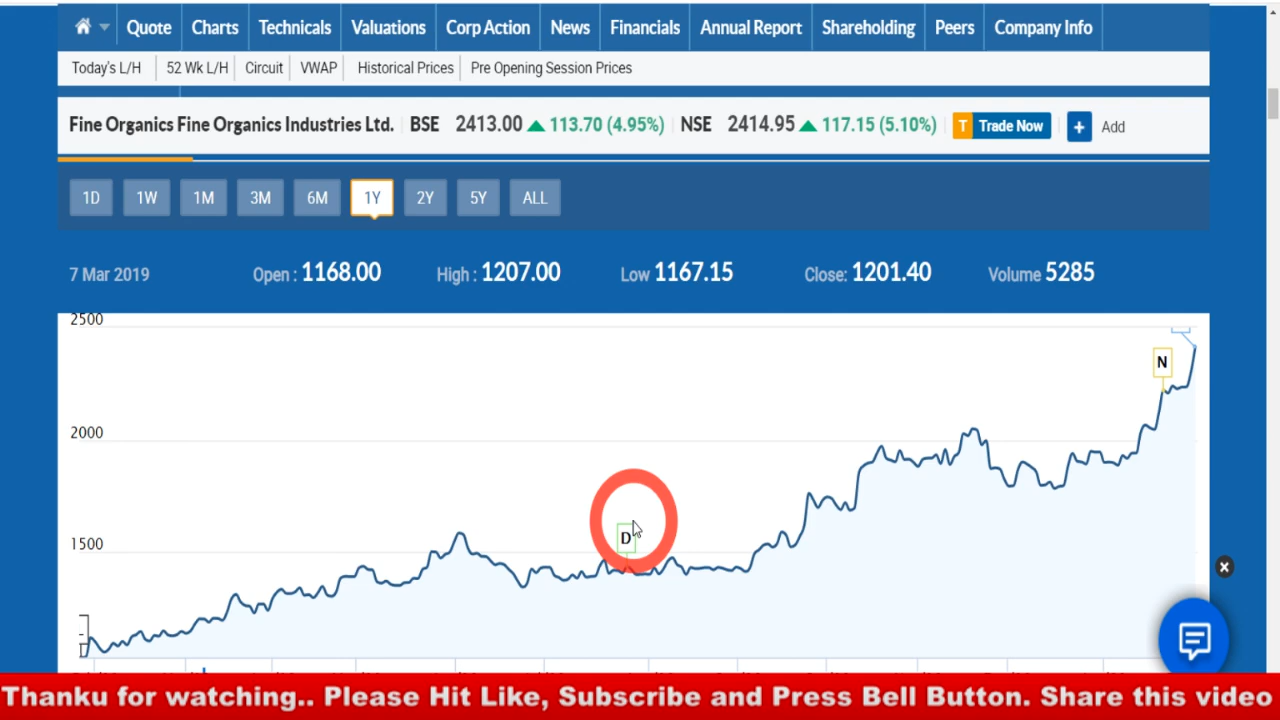 Quote Charts Technicals Valuations Corp Action News Financials Annual Report Shareholding Peers Company Info
Today's L/H 52 Wk L/H Circuit VWAP Historical Prices Pre Opening Session Prices
Fine Organics Fine Organics Industries Ltd. BSE 2413.00 113.70 (4.95%) NSE 2414.95 117.15 (5.10%) T Trade Now + Add
1D 1W 1M 3M 6M 1Y 2Y 5Y ALL
7 Mar 2019 Open : 1168.00 High : 1207.00 Low 1167.15 Close: 1201.40 Volume 5285
2500
N
2000
D
1500
Thanku for watching.. Please Hit Like, Subscribe and Press Bell Button. Share this video